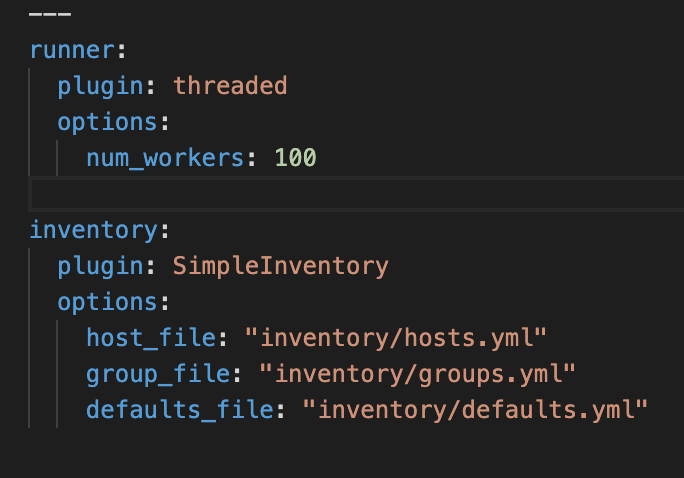 ---
runner:
  plugin: threaded
  options:
    num_workers: 100

inventory:
  plugin: SimpleInventory
  options:
    host_file: "inventory/hosts.yml"
    group_file: "inventory/groups.yml"
    defaults_file: "inventory/defaults.yml"